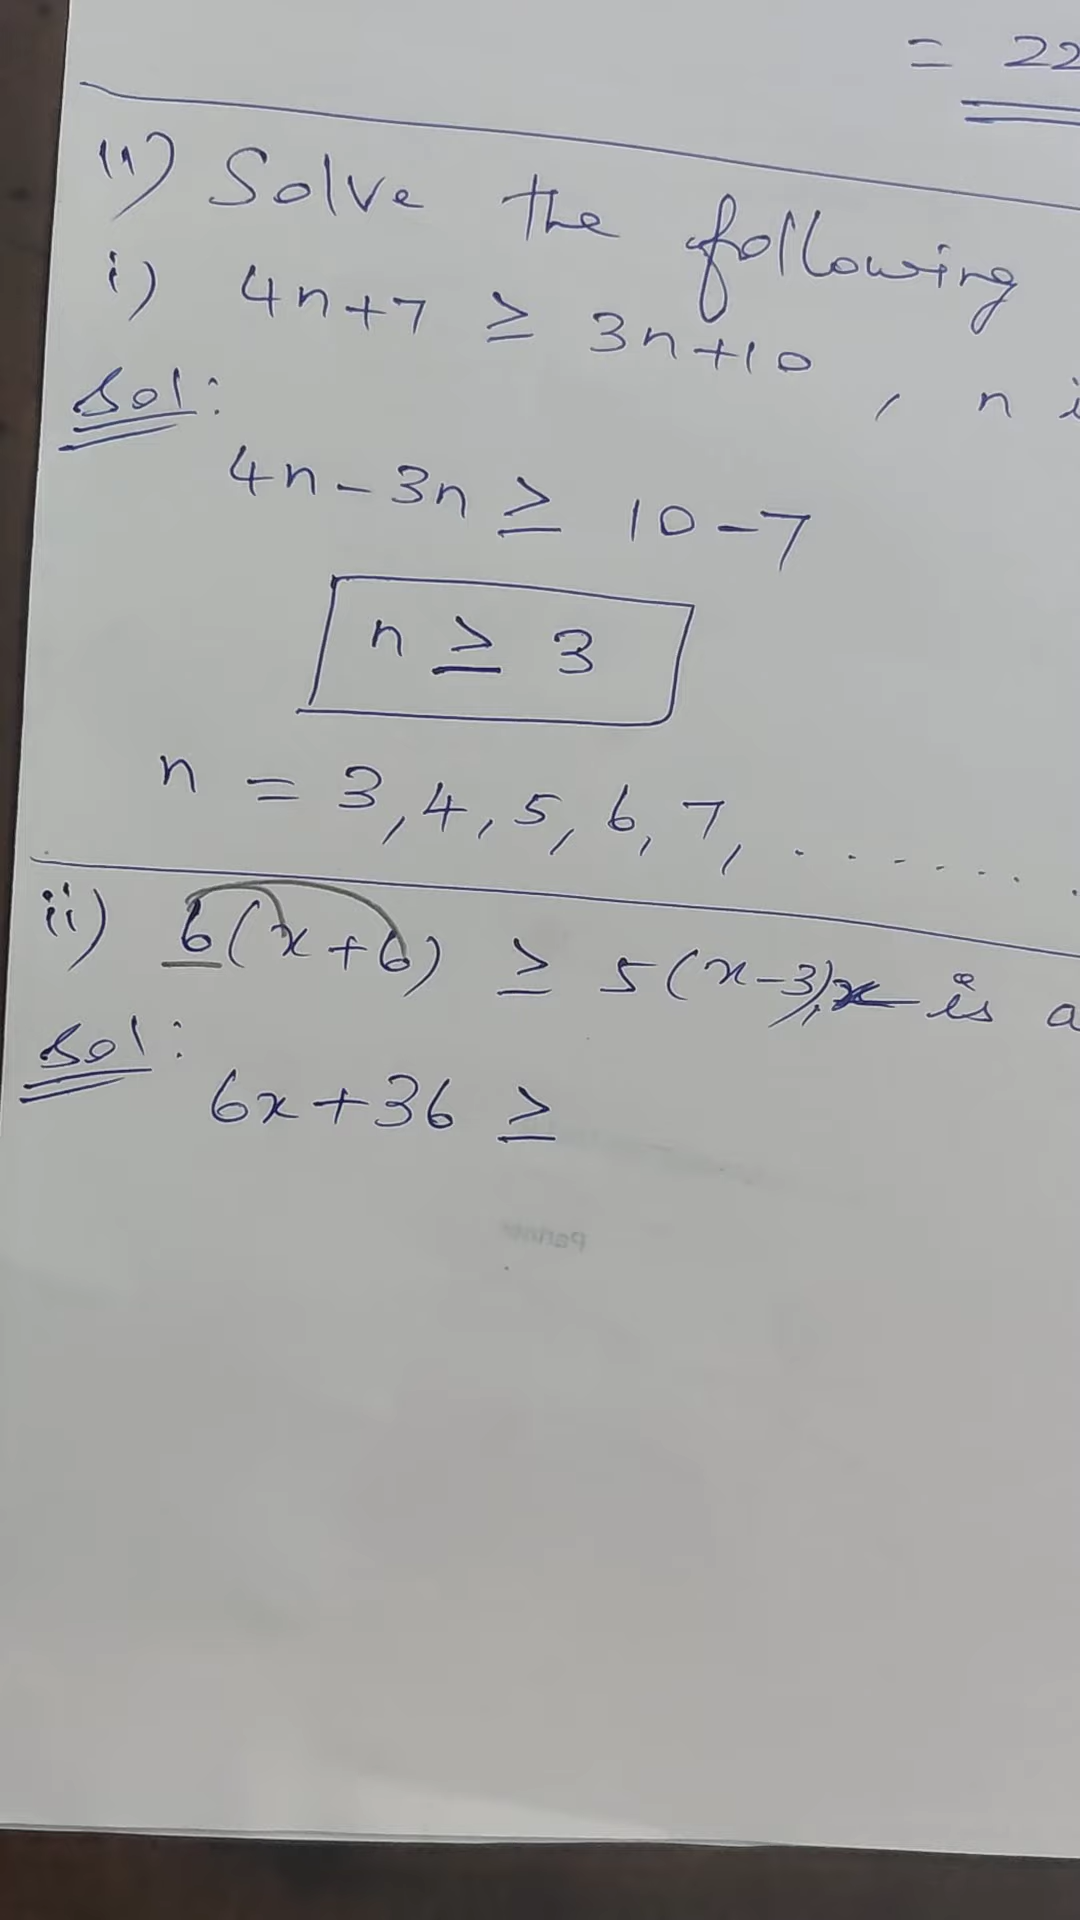 = 22
11) Solve the following
i) 4n+7 ≥ 3n+10 , n i
Sol:
4n-3n ≥ 10-7
n ≥ 3
n = 3,4,5,6,7,.......
ii) 6(x+6) ≥ 5(x-3), x is a
Sol:
6x+36 ≥